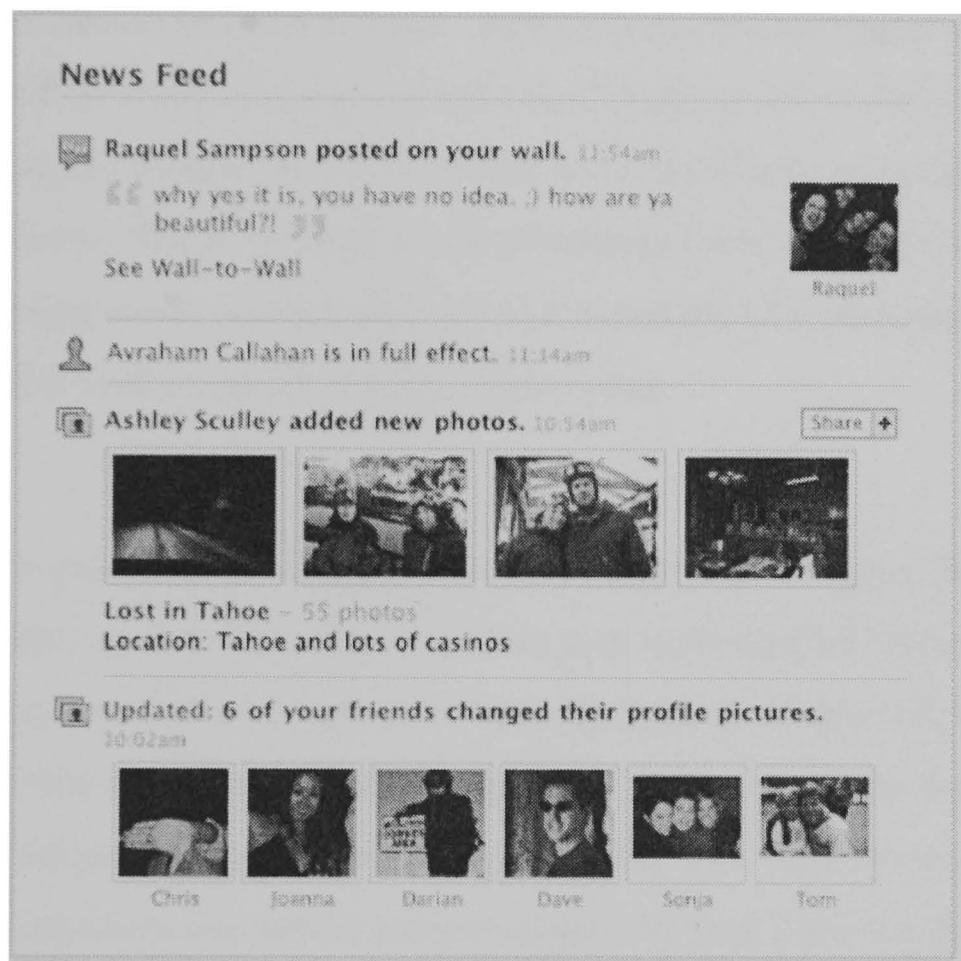 News Feed
Raquel Sampson posted on your wall. 11:54am
“ why yes it is, you have no idea. ;) how are ya
beautiful?! ”
See Wall-to-Wall
Raquel
Avraham Callahan is in full effect. 11:14am
Ashley Sculley added new photos. 10:54am
Share +
Lost in Tahoe – 55 photos
Location: Tahoe and lots of casinos
Updated: 6 of your friends changed their profile pictures.
10:02am
U
Chris Joanna Darian Dave Sonja Tom